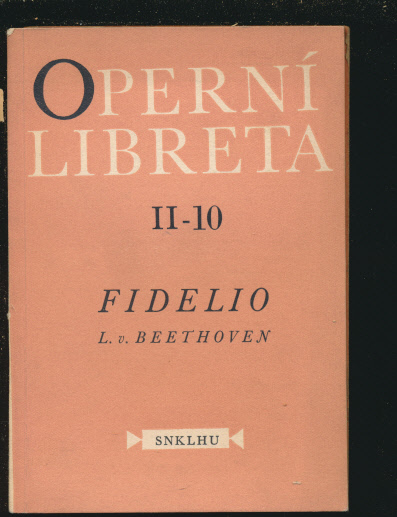 OPERNÍ
LIBRETA
II-10
FIDELIO
L. v. BEETHOVEN
SNKLHU